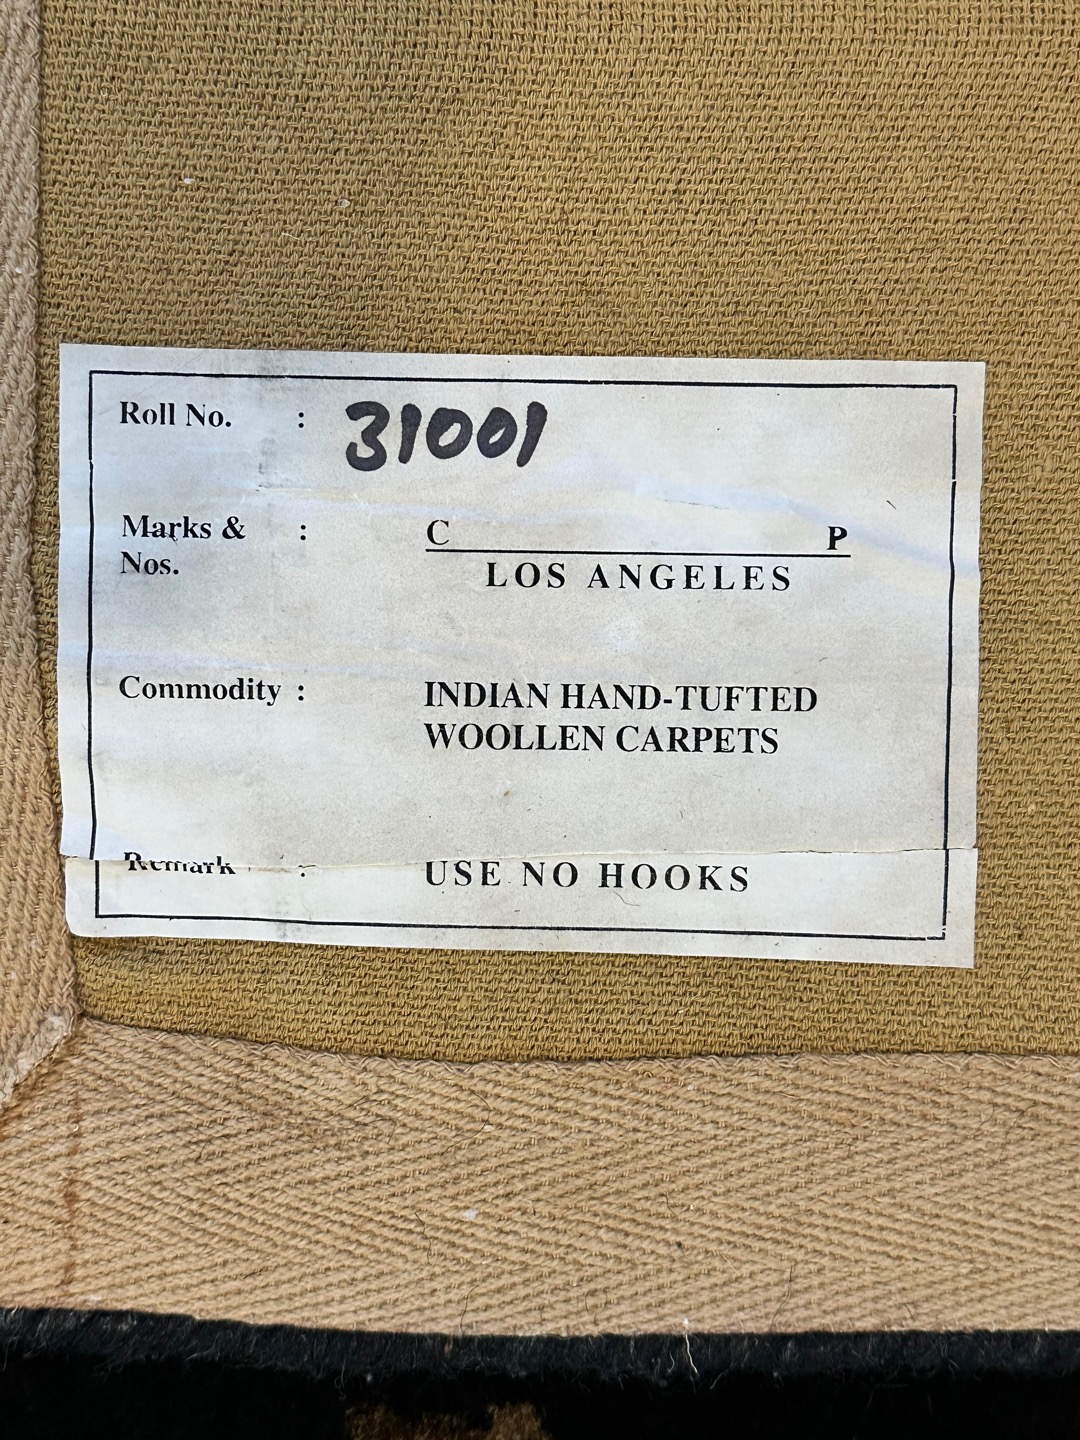 Roll No. : 31001
Marks & : C P
Nos. LOS ANGELES
Commodity : INDIAN HAND-TUFTED
WOOLLEN CARPETS
Remark : USE NO HOOKS